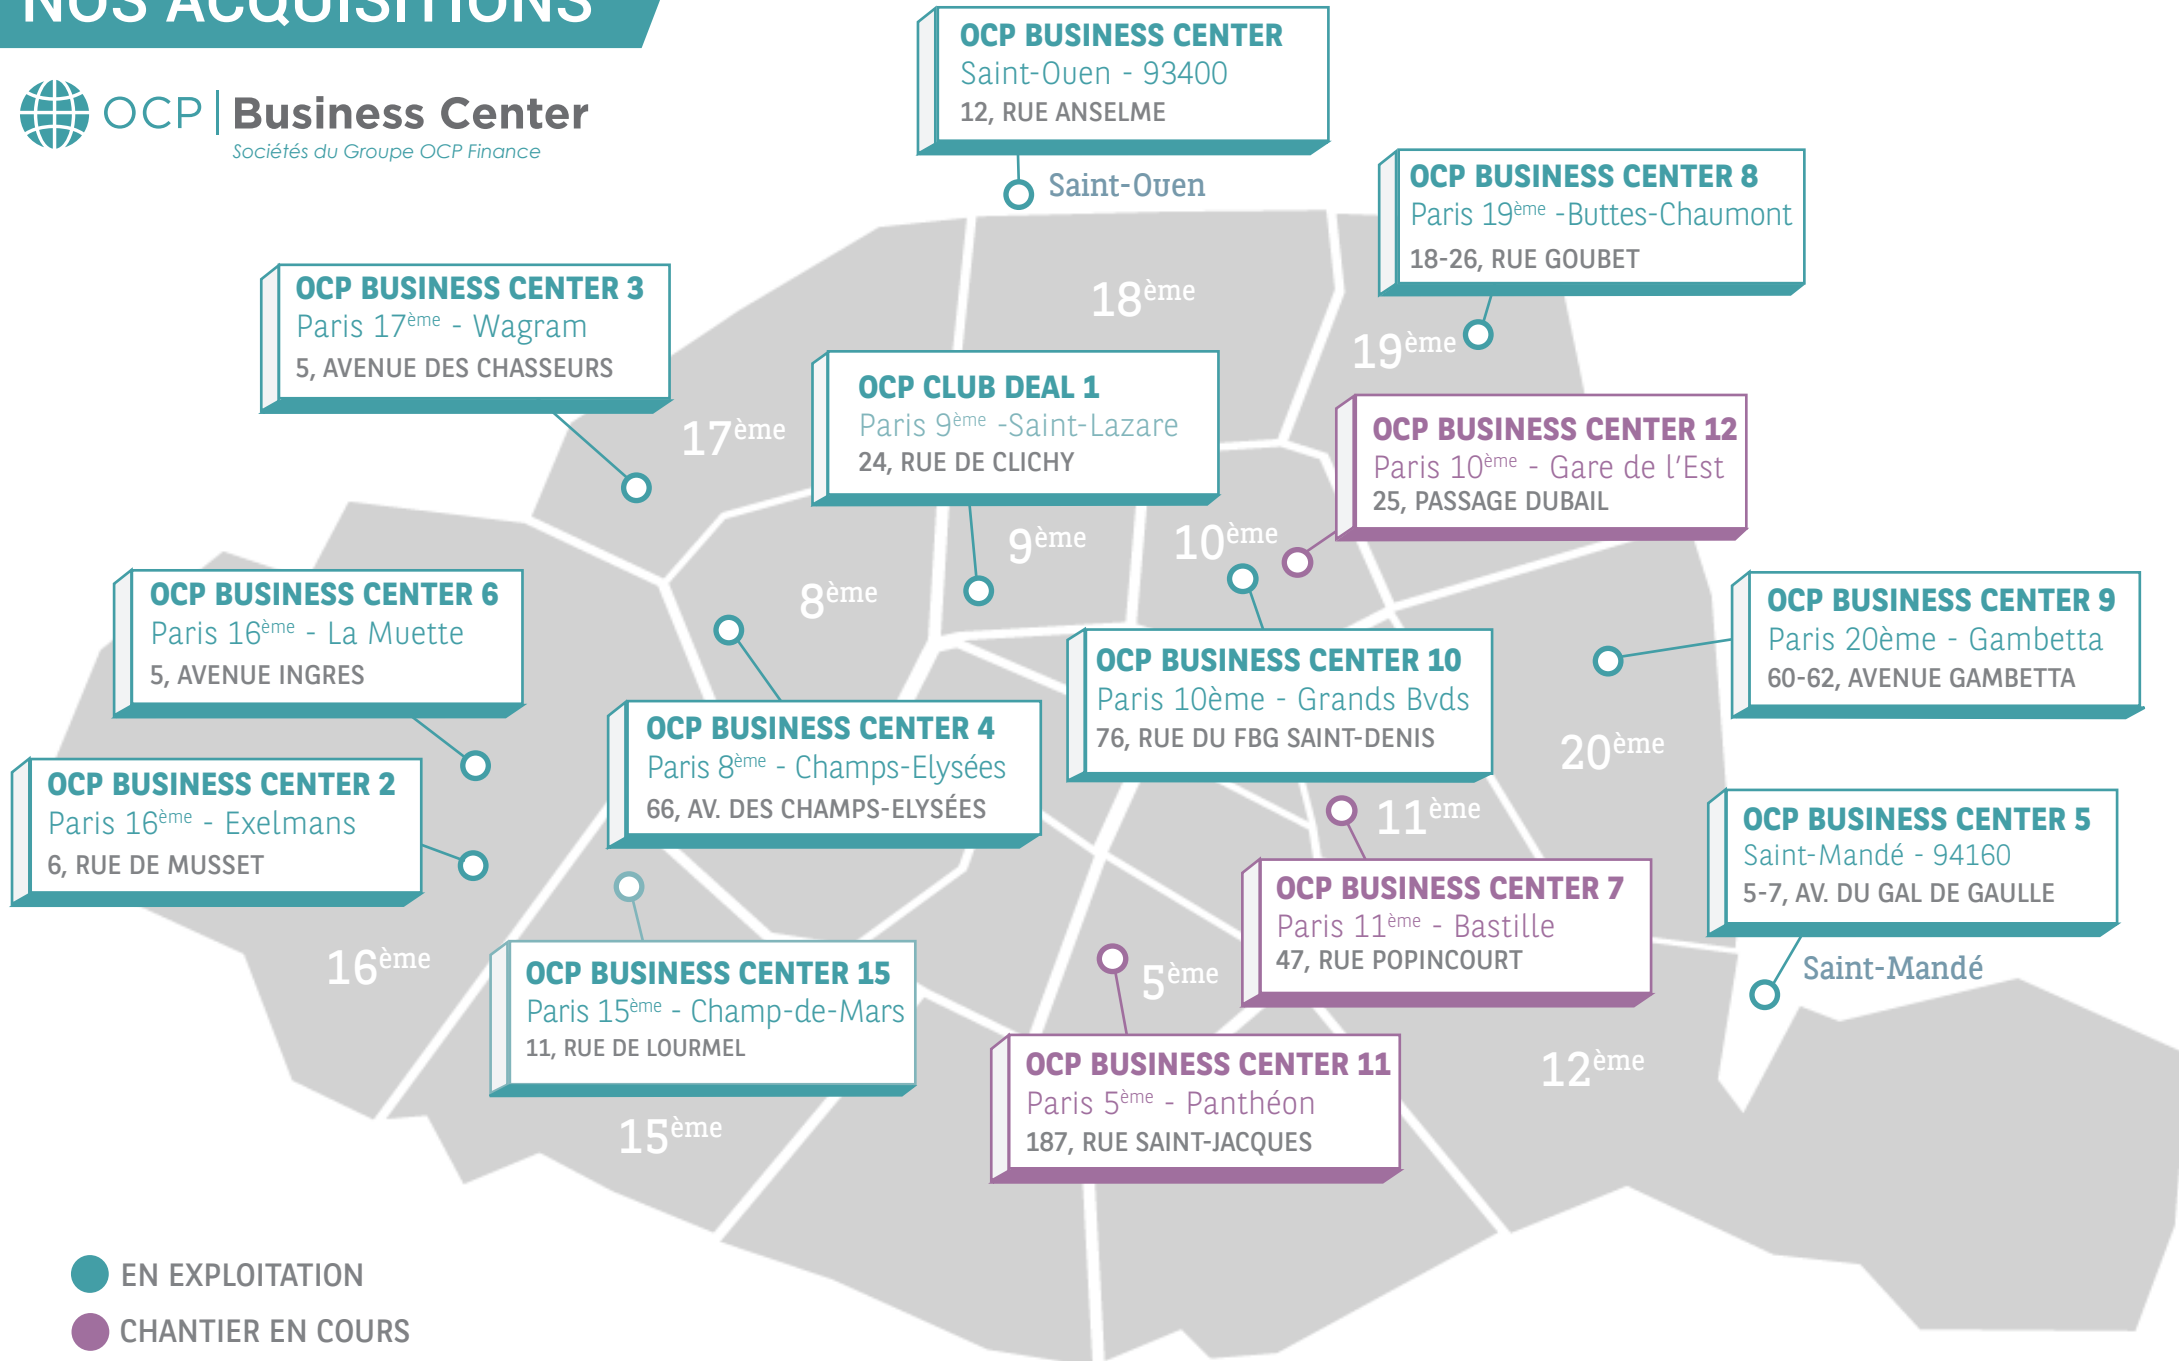 NOS ACQUISITIONS
OCP | Business Center
Sociétés du Groupe OCP Finance
OCP BUSINESS CENTER
Saint-Ouen - 93400
12, RUE ANSELME
Saint-Ouen
OCP BUSINESS CENTER 8
Paris 19ème -Buttes-Chaumont
18-26, RUE GOUBET
OCP BUSINESS CENTER 3
Paris 17ème - Wagram
5, AVENUE DES CHASSEURS
18ème
19ème
17ème
OCP CLUB DEAL 1
Paris 9ème -Saint-Lazare
24, RUE DE CLICHY
OCP BUSINESS CENTER 12
Paris 10ème - Gare de l'Est
25, PASSAGE DUBAIL
9ème
10ème
8ème
OCP BUSINESS CENTER 6
Paris 16ème - La Muette
5, AVENUE INGRES
OCP BUSINESS CENTER 9
Paris 20ème - Gambetta
60-62, AVENUE GAMBETTA
OCP BUSINESS CENTER 10
Paris 10ème - Grands Bvds
76, RUE DU FBG SAINT-DENIS
OCP BUSINESS CENTER 4
Paris 8ème - Champs-Elysées
66, AV. DES CHAMPS-ELYSÉES
20ème
OCP BUSINESS CENTER 2
Paris 16ème - Exelmans
6, RUE DE MUSSET
11ème
OCP BUSINESS CENTER 5
Saint-Mandé - 94160
5-7, AV. DU GAL DE GAULLE
OCP BUSINESS CENTER 7
Paris 11ème - Bastille
47, RUE POPINCOURT
Saint-Mandé
16ème
5ème
OCP BUSINESS CENTER 15
Paris 15ème - Champ-de-Mars
11, RUE DE LOURMEL
OCP BUSINESS CENTER 11
Paris 5ème - Panthéon
187, RUE SAINT-JACQUES
12ème
15ème
EN EXPLOITATION
CHANTIER EN COURS